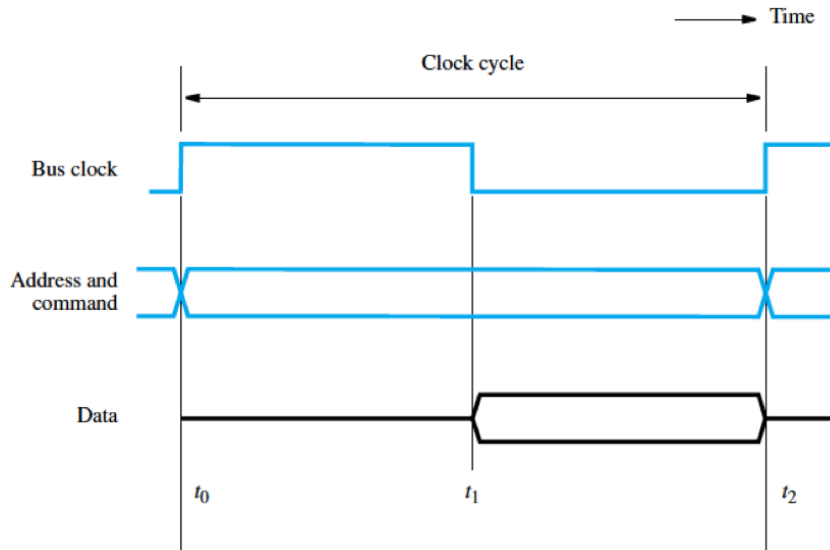 Time
Clock cycle
Bus clock
Address and
command
Data
t0
t1
t2